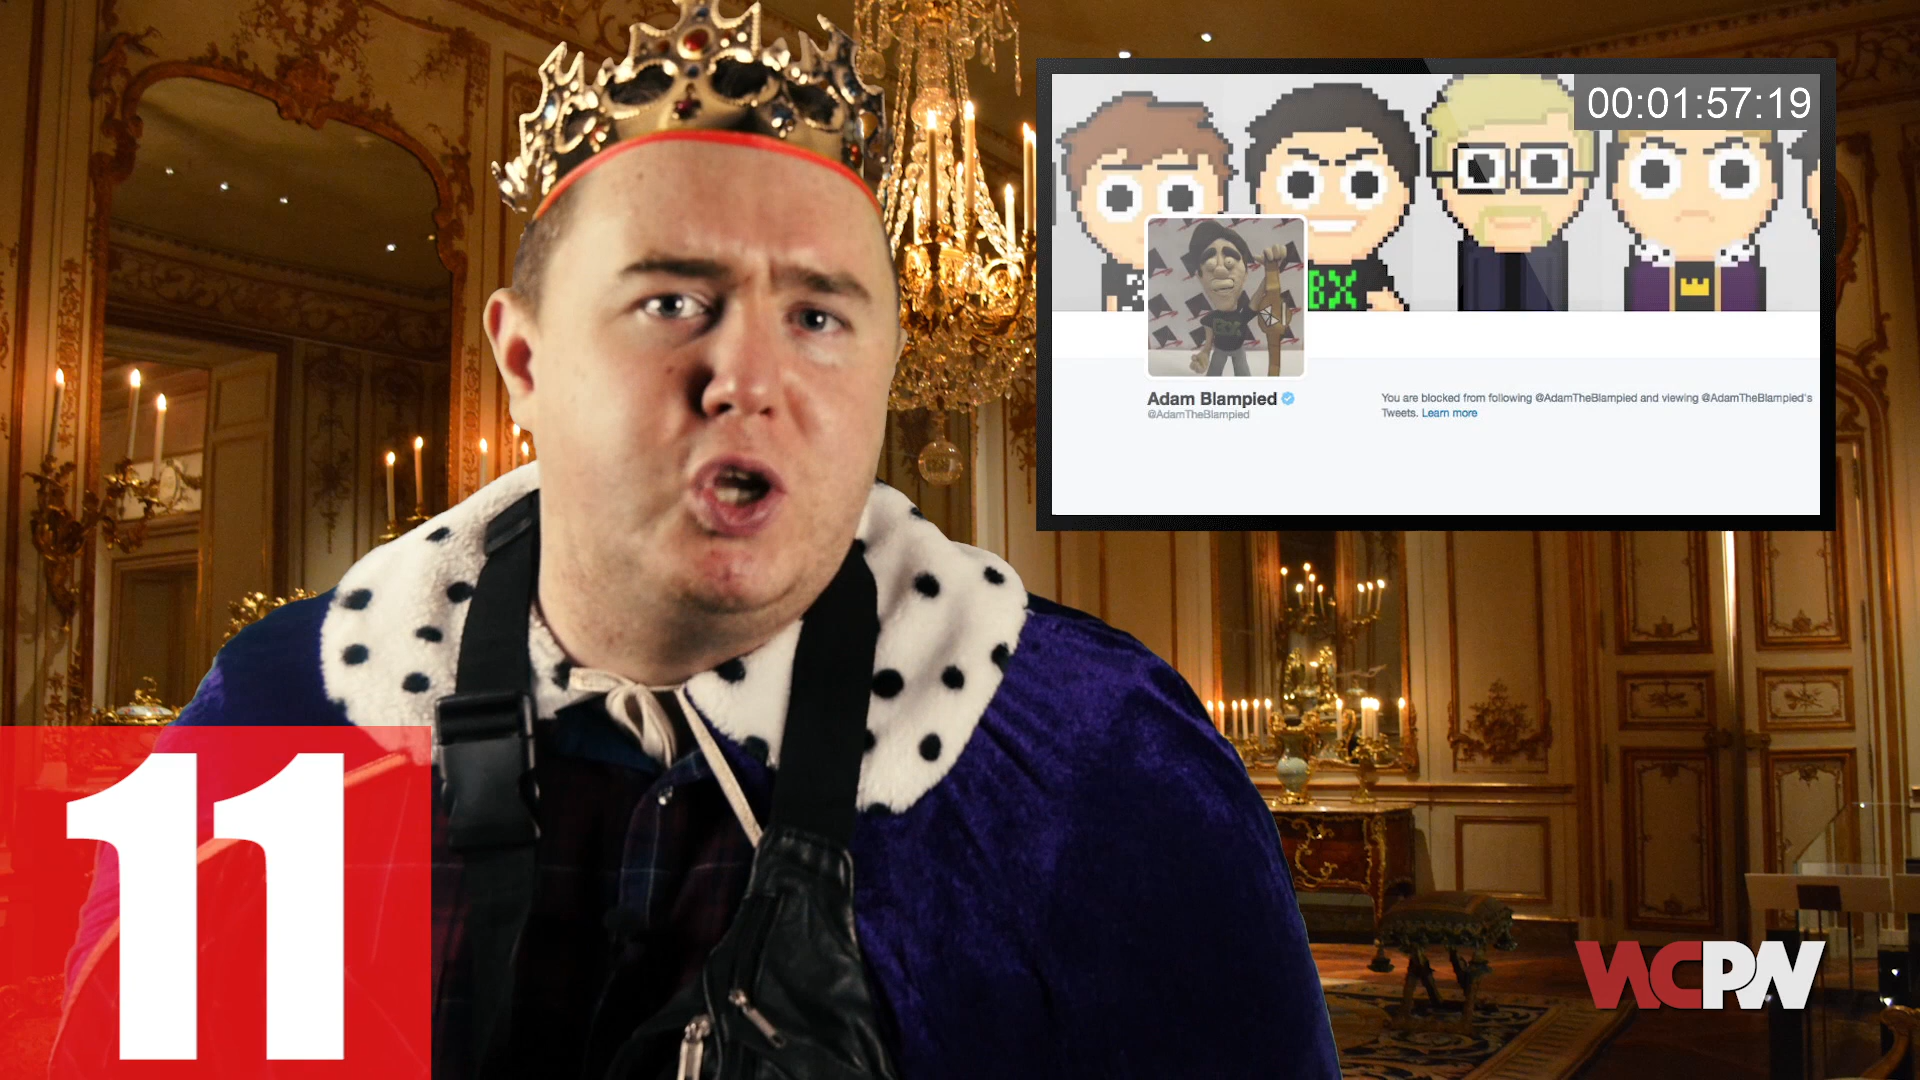 00:01:57:19
BX
BX
Adam Blampied
@AdamTheBlampied
You are blocked from following @AdamTheBlampied and viewing @AdamTheBlampied's
Tweets. Learn more
11
WCPW